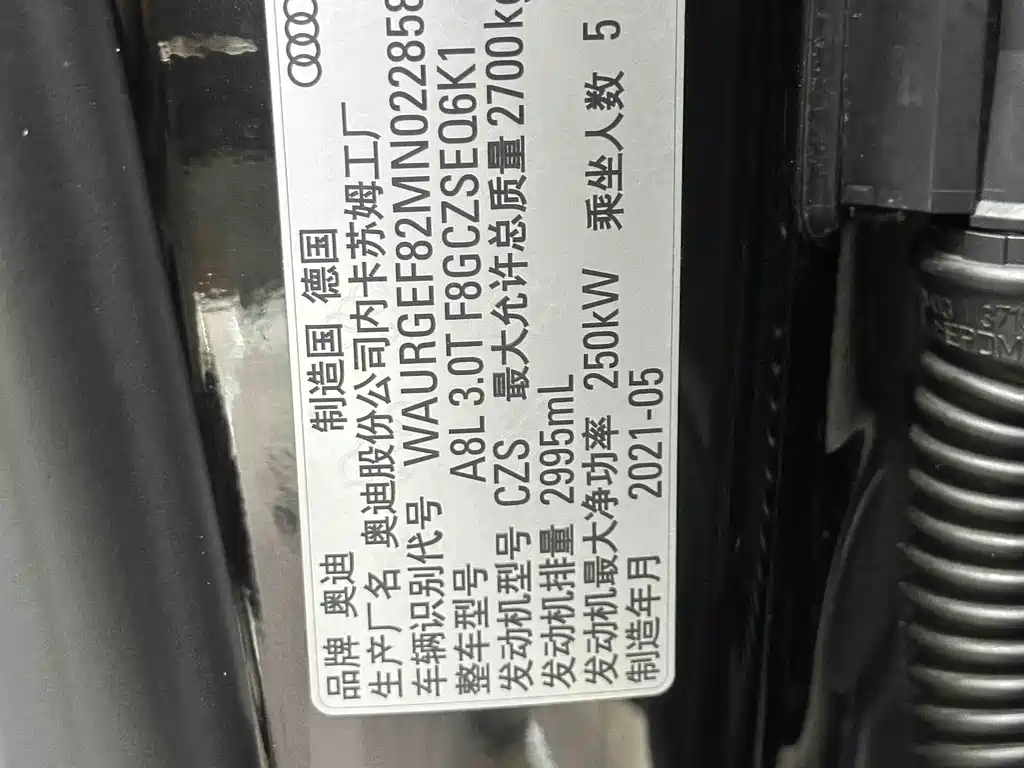 品牌 奥迪 制造国 德国
生产厂名 奥迪股份公司内卡苏姆工厂
车辆识别代号 WAURGEF82MN022858
整车型号 A8L 3.0T F8GCZSEQ6K1
发动机型号 CZS 最大允许总质量 2700kg
发动机排量 2995mL
发动机最大净功率 250kW 乘坐人数 5
制造年月 2021-05